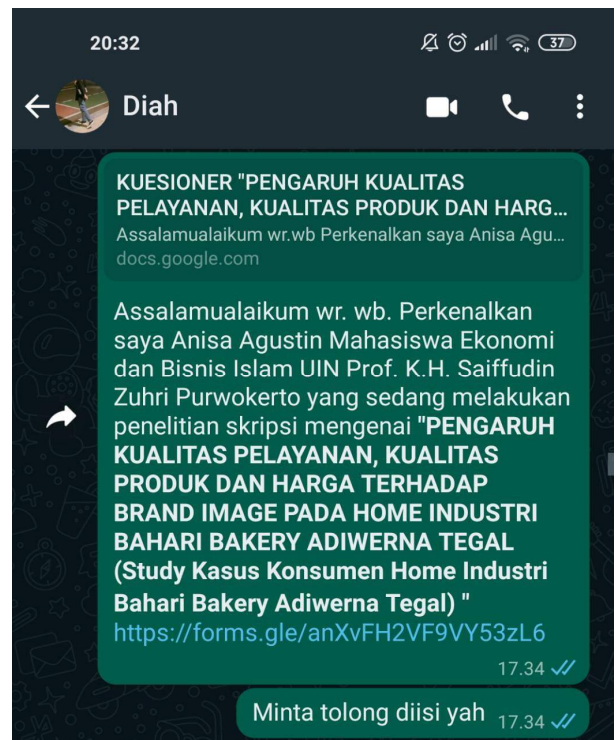 20:32
37
Diah
KUESIONER "PENGARUH KUALITAS
PELAYANAN, KUALITAS PRODUK DAN HARG...
Assalamualaikum wr.wb Perkenalkan saya Anisa Agu...
docs.google.com
Assalamualaikum wr. wb. Perkenalkan
saya Anisa Agustin Mahasiswa Ekonomi
dan Bisnis Islam UIN Prof. K.H. Saiffudin
Zuhri Purwokerto yang sedang melakukan
penelitian skripsi mengenai "PENGARUH
KUALITAS PELAYANAN, KUALITAS
PRODUK DAN HARGA TERHADAP
BRAND IMAGE PADA HOME INDUSTRI
BAHARI BAKERY ADIWERNA TEGAL
(Study Kasus Konsumen Home Industri
Bahari Bakery Adiwerna Tegal) "
https://forms.gle/anXvFH2VF9VY53zL6
17.34
Minta tolong diisi yah 17.34